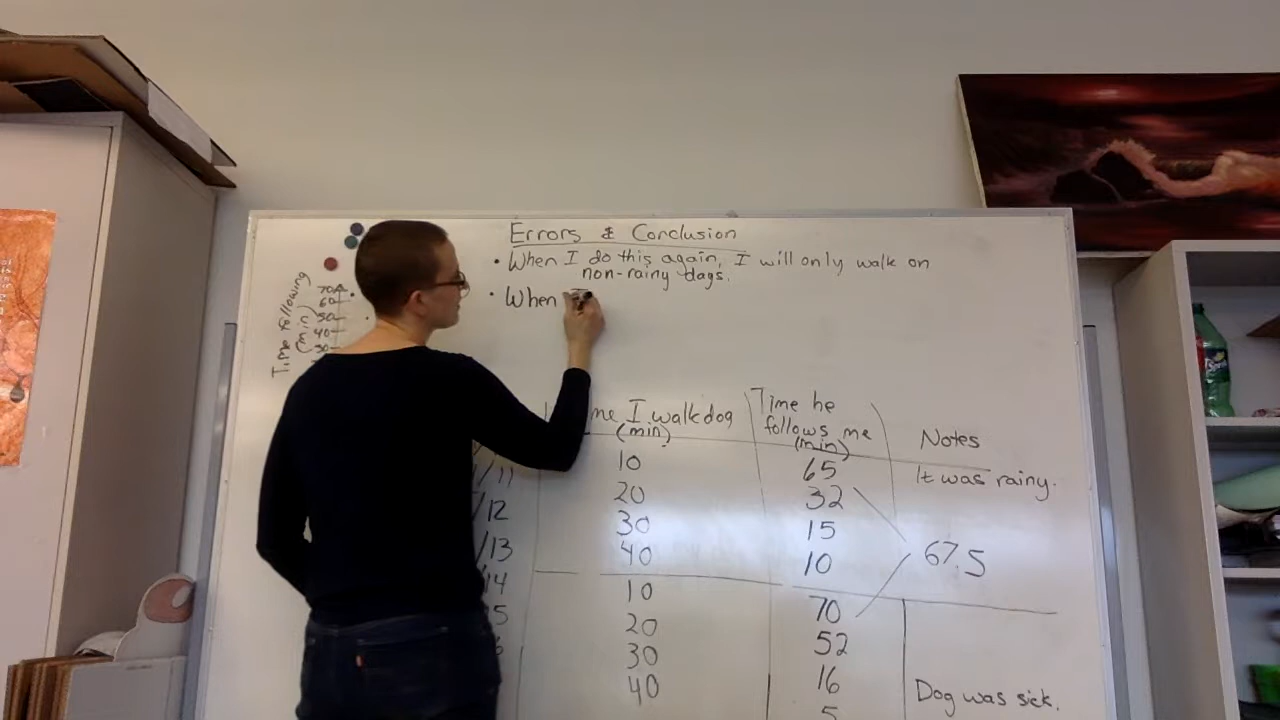 Errors & Conclusion
• When I do this again, I will only walk on
non-rainy days.
• When I
Time following
(min)
70
60
50
40
30
me I walk dog
(min)
Time he
follows me
(min)
Notes
/11 10 65 It was rainy.
/12 20 32
/13 30 15
/14 40 10
67.5
5 10 70
20 52
30 16
40 5
Dog was sick.